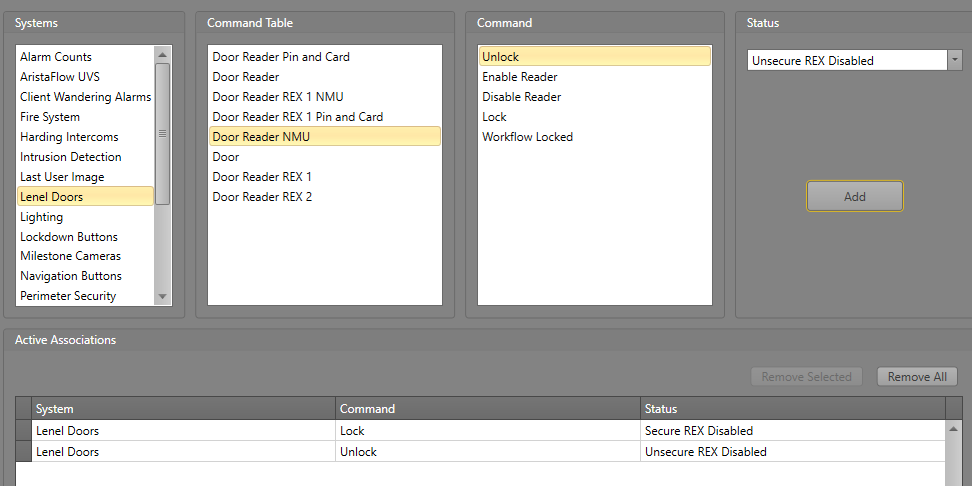 Systems
Alarm Counts
AristaFlow UVS
Client Wandering Alarms
Fire System
Harding Intercoms
Intrusion Detection
Last User Image
Lenel Doors
Lighting
Lockdown Buttons
Milestone Cameras
Navigation Buttons
Perimeter Security
Command Table
Door Reader Pin and Card
Door Reader
Door Reader REX 1 NMU
Door Reader REX 1 Pin and Card
Door Reader NMU
Door
Door Reader REX 1
Door Reader REX 2
Command
Unlock
Enable Reader
Disable Reader
Lock
Workflow Locked
Status
Unsecure REX Disabled
Add
Active Associations
Remove Selected Remove All
System Command Status
Lenel Doors Lock Secure REX Disabled
Lenel Doors Unlock Unsecure REX Disabled